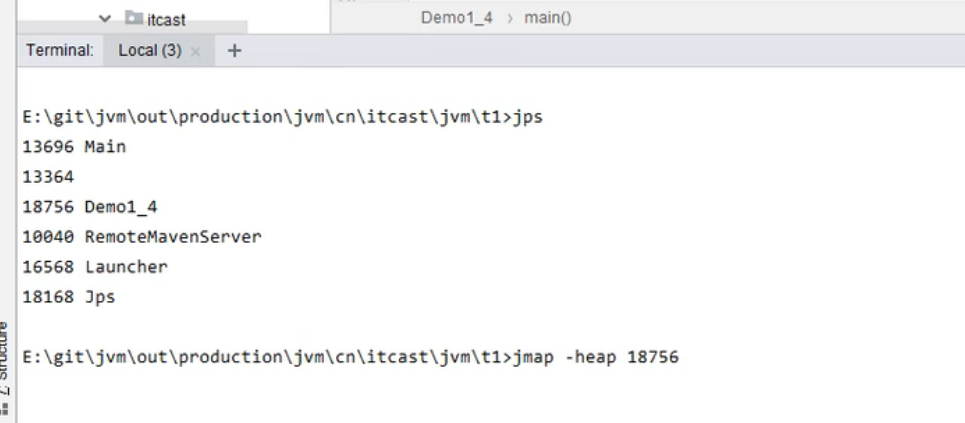 itcast
Demo1_4 › main()
Terminal: Local (3) × +
E:\git\jvm\out\production\jvm\cn\itcast\jvm\t1>jps
13696 Main
13364
18756 Demo1_4
10040 RemoteMavenServer
16568 Launcher
18168 Jps
E:\git\jvm\out\production\jvm\cn\itcast\jvm\t1>jmap -heap 18756
Z: Structure